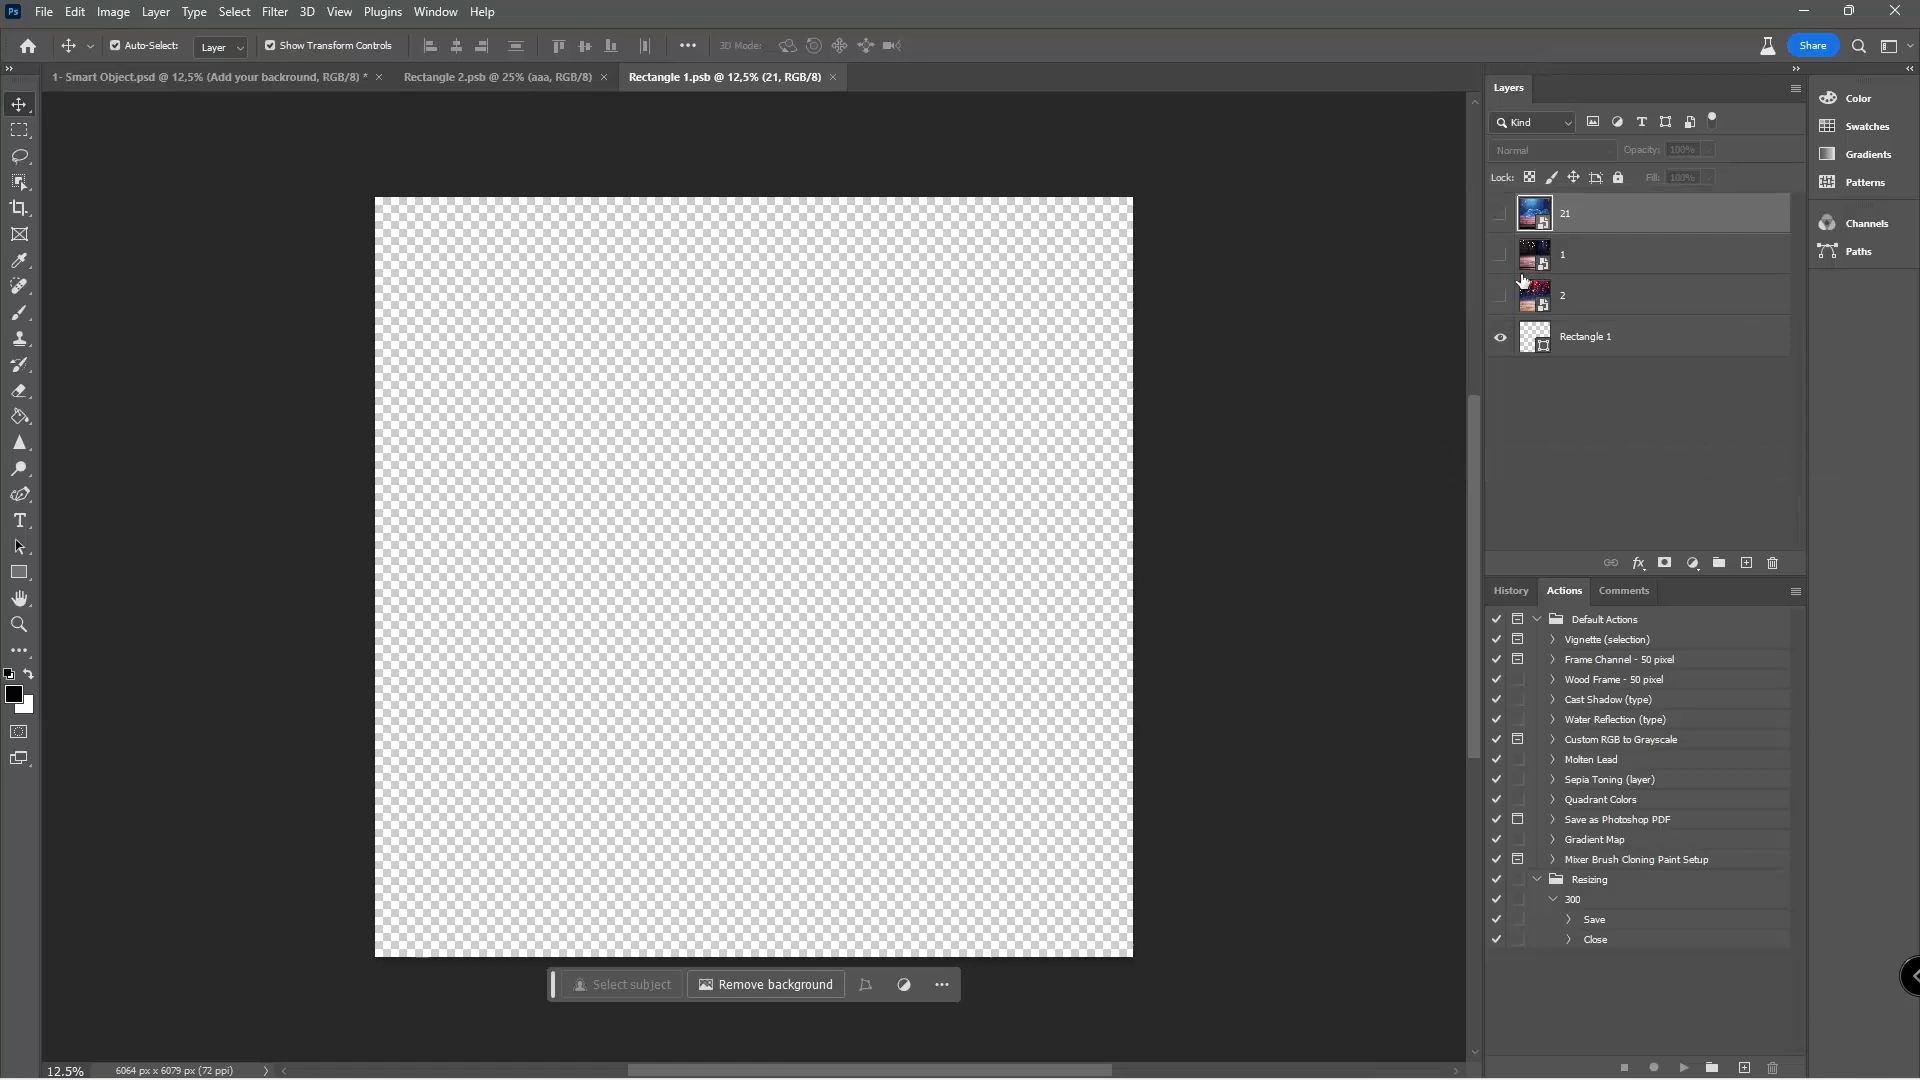 Ps File Edit Image Layer Type Select Filter 3D View Plugins Window Help
Auto-Select: Layer Show Transform Controls 3D Mode: Share
1- Smart Object.psd @ 12,5% (Add your backround, RGB/8) * Rectangle 2.psb @ 25% (aaa, RGB/8) Rectangle 1.psb @ 12,5% (21, RGB/8)
Layers
Kind
Normal Opacity: 100%
Lock: Fill: 100%
21
1
2
Rectangle 1
Color
Swatches
Gradients
Patterns
Channels
Paths
History Actions Comments
Default Actions
Vignette (selection)
Frame Channel - 50 pixel
Wood Frame - 50 pixel
Cast Shadow (type)
Water Reflection (type)
Custom RGB to Grayscale
Molten Lead
Sepia Toning (layer)
Quadrant Colors
Save as Photoshop PDF
Gradient Map
Mixer Brush Cloning Paint Setup
Resizing
300
Save
Close
Select subject Remove background
12.5% 6064 px x 6079 px (72 ppi)